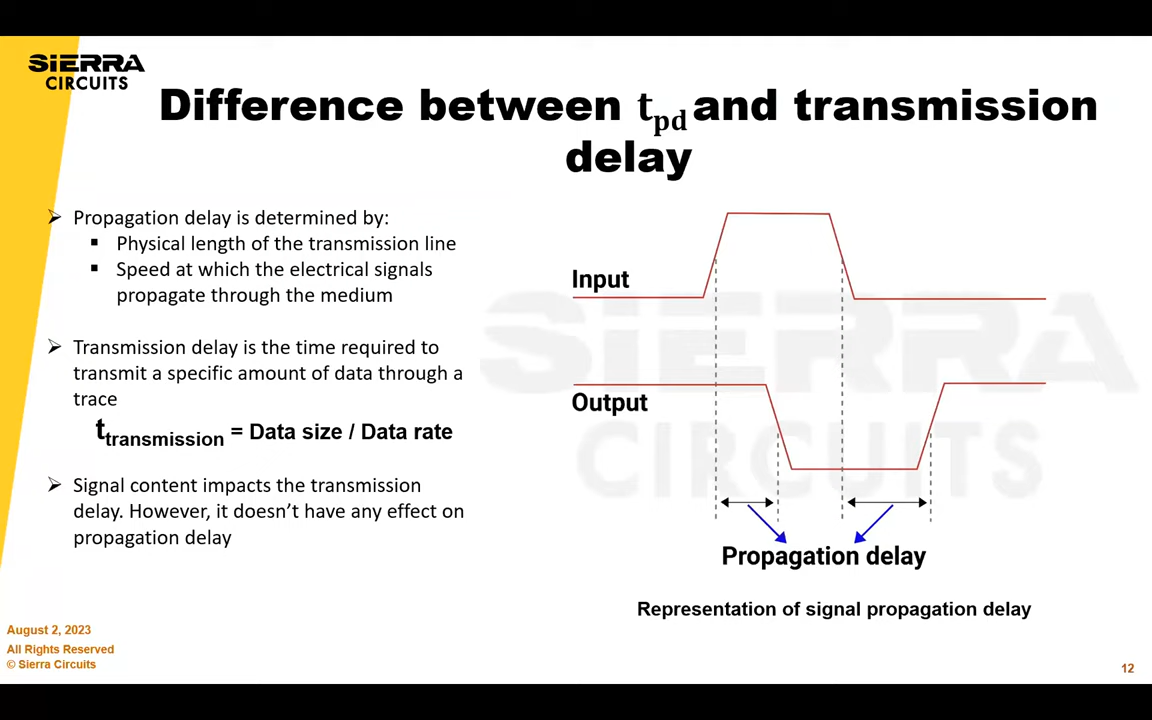 SIERRA
CIRCUITS
Difference between tpd and transmission
delay
➢ Propagation delay is determined by:
▪ Physical length of the transmission line
▪ Speed at which the electrical signals
propagate through the medium
➢ Transmission delay is the time required to
transmit a specific amount of data through a
trace
ttransmission = Data size / Data rate
➢ Signal content impacts the transmission
delay. However, it doesn’t have any effect on
propagation delay
Input
SIERRA
Output
CIRCUITS
Propagation delay
Representation of signal propagation delay
August 2, 2023
All Rights Reserved
© Sierra Circuits
12